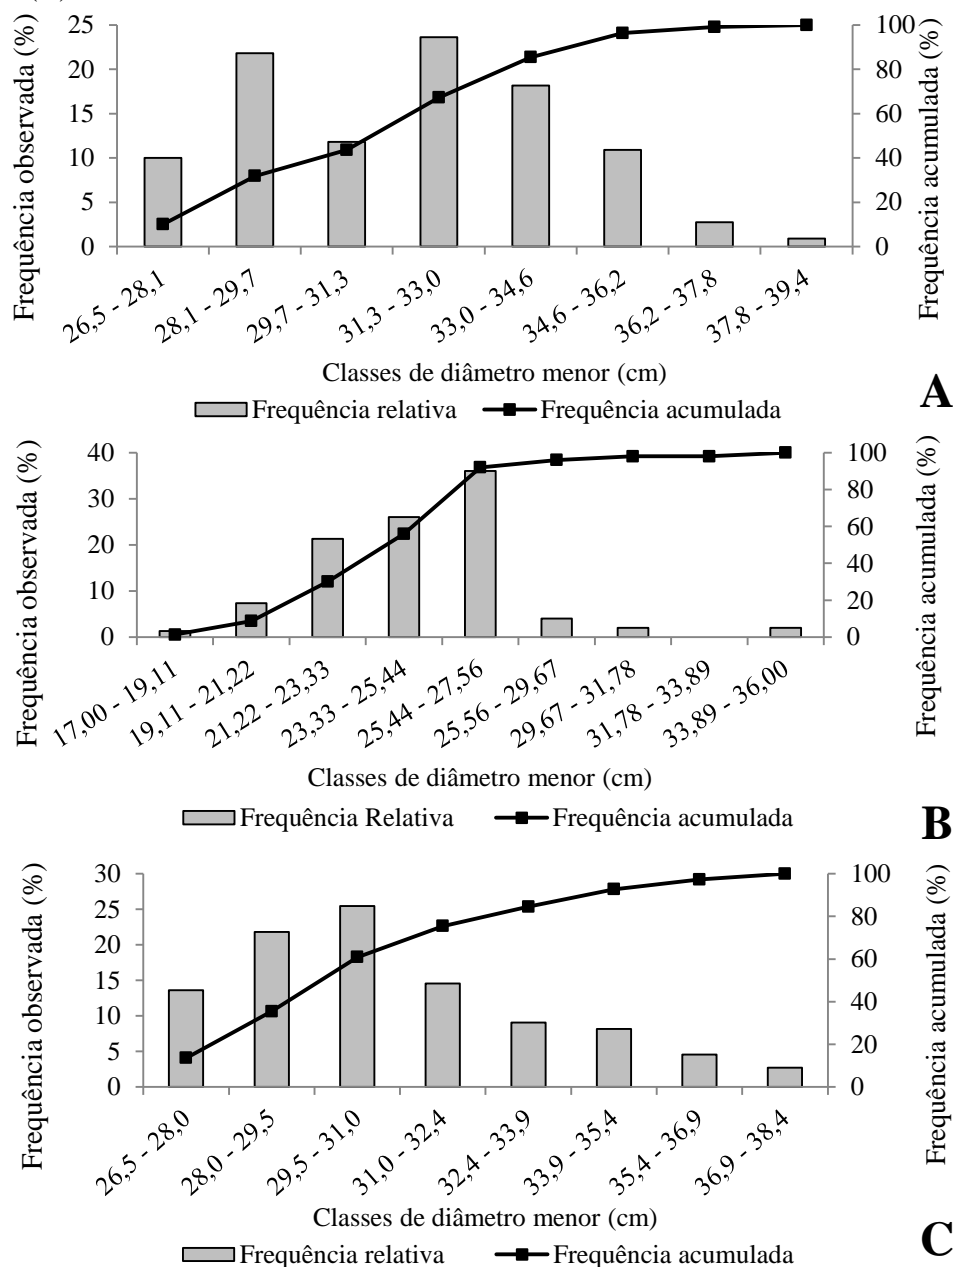 Frequência observada (%)
25
20
15
10
5
0
100
80
60
40
20
0
Frequência acumulada (%)
26,5 - 28,1
28,1 - 29,7
29,7 - 31,3
31,3 - 33,0
33,0 - 34,6
34,6 - 36,2
36,2 - 37,8
37,8 - 39,4
Classes de diâmetro menor (cm)
Frequência relativa Frequência acumulada
A
Frequência observada (%)
40
30
20
10
0
100
80
60
40
20
0
Frequência acumulada (%)
17,00 - 19,11
19,11 - 21,22
21,22 - 23,33
23,33 - 25,44
25,44 - 27,56
25,56 - 29,67
29,67 - 31,78
31,78 - 33,89
33,89 - 36,00
Classes de diâmetro menor (cm)
Frequência Relativa Frequência acumulada
B
Frequência observada (%)
30
25
20
15
10
5
0
100
80
60
40
20
0
Frequência acumulada (%)
26,5 - 28,0
28,0 - 29,5
29,5 - 31,0
31,0 - 32,4
32,4 - 33,9
33,9 - 35,4
35,4 - 36,9
36,9 - 38,4
Classes de diâmetro menor (cm)
Frequência relativa Frequência acumulada
C